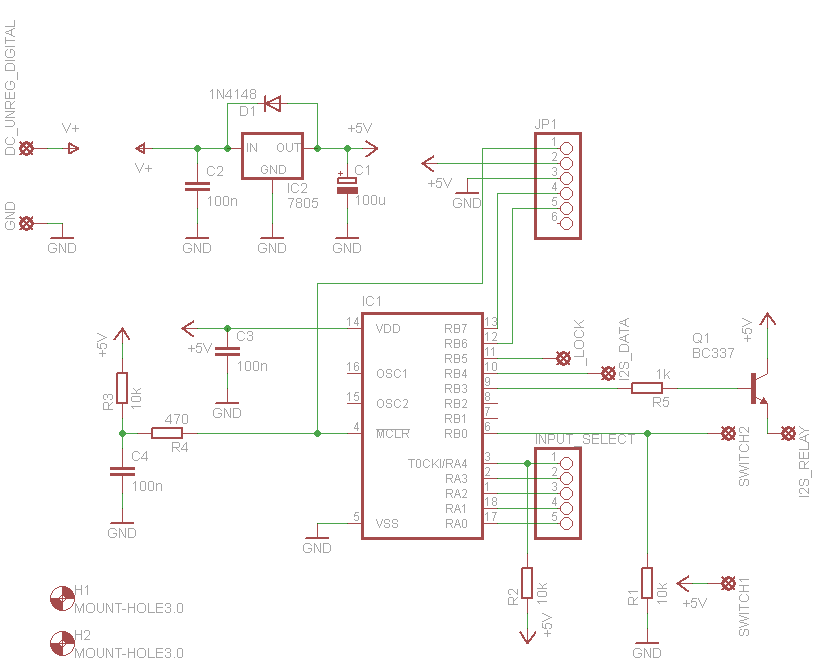 DC_UNREG_DIGITAL
V+
GND
GND
1N4148
D1
V+
IN
OUT
GND
IC2
7805
C2
100n
+5V
C1
+
100u
GND
GND
GND
JP1
1
2
3
4
5
6
+5V
GND
IC1
14
VDD
16
OSC1
15
OSC2
4
MCLR
5
VSS
RB7
13
RB6
12
RB5
11
RB4
10
RB3
9
RB2
8
RB1
7
RB0
6
T0CKI/RA4
3
RA3
2
RA2
1
RA1
18
RA0
17
+5V
C3
100n
GND
+5V
R3
10k
470
R4
C4
100n
GND
GND
_LOCK
I2S_DATA
1k
R5
Q1
BC337
+5V
I2S_RELAY
SWITCH2
INPUT_SELECT
1
2
3
4
5
R2
10k
+5V
R1
10k
GND
+5V
SWITCH1
H1
MOUNT-HOLE3.0
H2
MOUNT-HOLE3.0